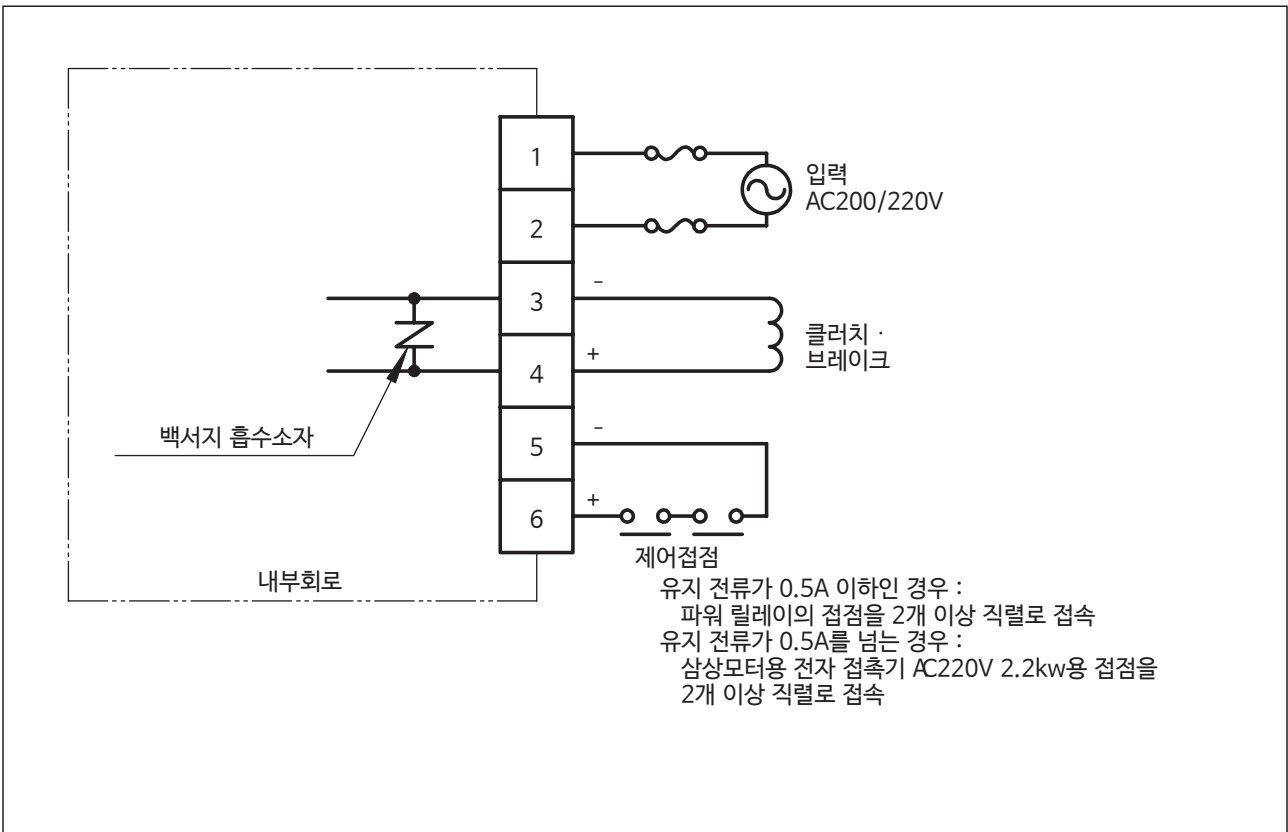 1
입력
AC200/220V
2
3
-
클러치 ·
브레이크
4
+
백서지 흡수소자
5
-
6
+
제어접점
내부회로
유지 전류가 0.5A 이하인 경우 :
파워 릴레이의 접점을 2개 이상 직렬로 접속
유지 전류가 0.5A를 넘는 경우 :
삼상모터용 전자 접촉기 AC220V 2.2kw용 접점을
2개 이상 직렬로 접속